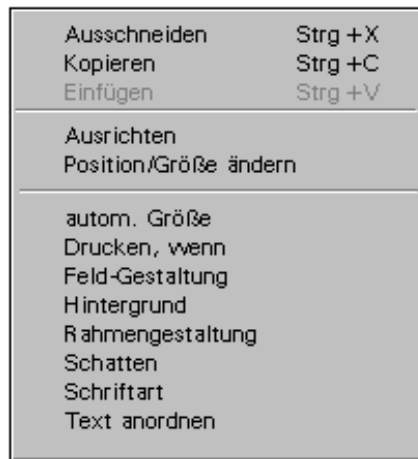 Ausschneiden Strg +X
Kopieren Strg +C
Einfügen Strg +V
Ausrichten
Position/Größe ändern
autom. Größe
Drucken, wenn
Feld-Gestaltung
Hintergrund
Rahmengestaltung
Schatten
Schriftart
Text anordnen